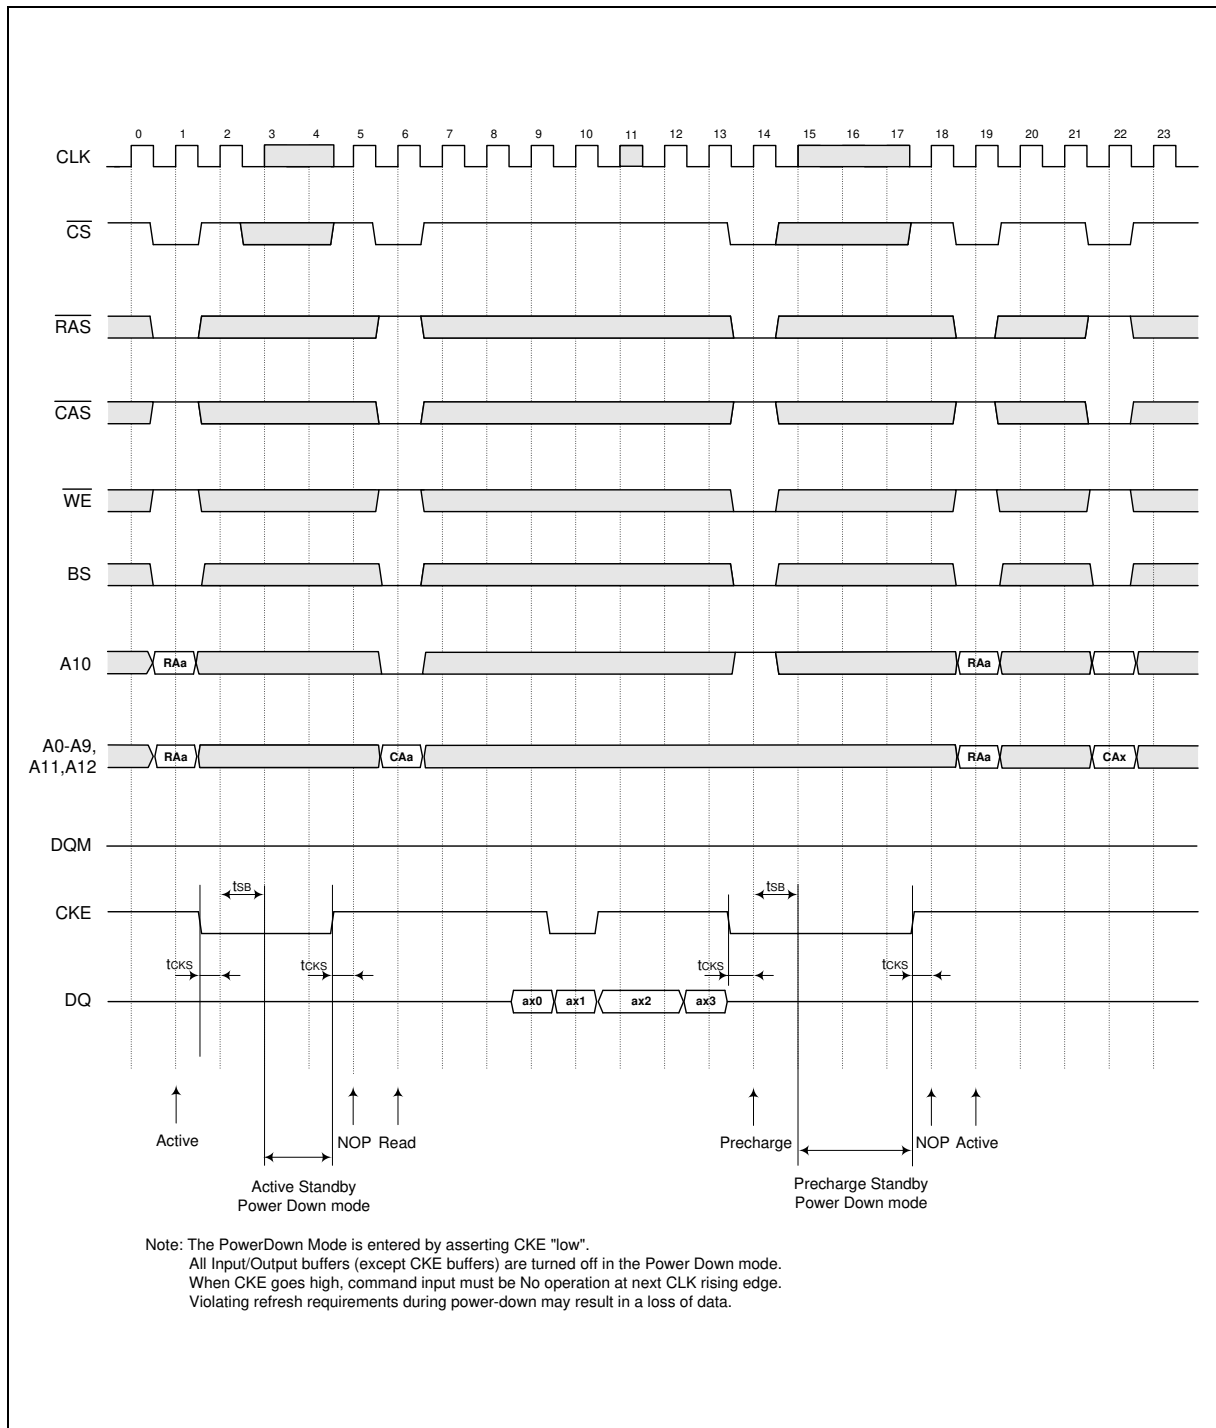 0 1 2 3 4 5 6 7 8 9 10 11 12 13 14 15 16 17 18 19 20 21 22 23
CLK
CS
RAS
CAS
WE
BS
A10 RAa RAa
A0-A9,
A11,A12 RAa CAa RAa CAx
DQM
tSB tSB
CKE
tCKS tCKS tCKS tCKS
DQ ax0 ax1 ax2 ax3
Active NOP Read Precharge NOP Active
Active Standby
Power Down mode
Precharge Standby
Power Down mode
Note: The PowerDown Mode is entered by asserting CKE "low".
All Input/Output buffers (except CKE buffers) are turned off in the Power Down mode.
When CKE goes high, command input must be No operation at next CLK rising edge.
Violating refresh requirements during power-down may result in a loss of data.